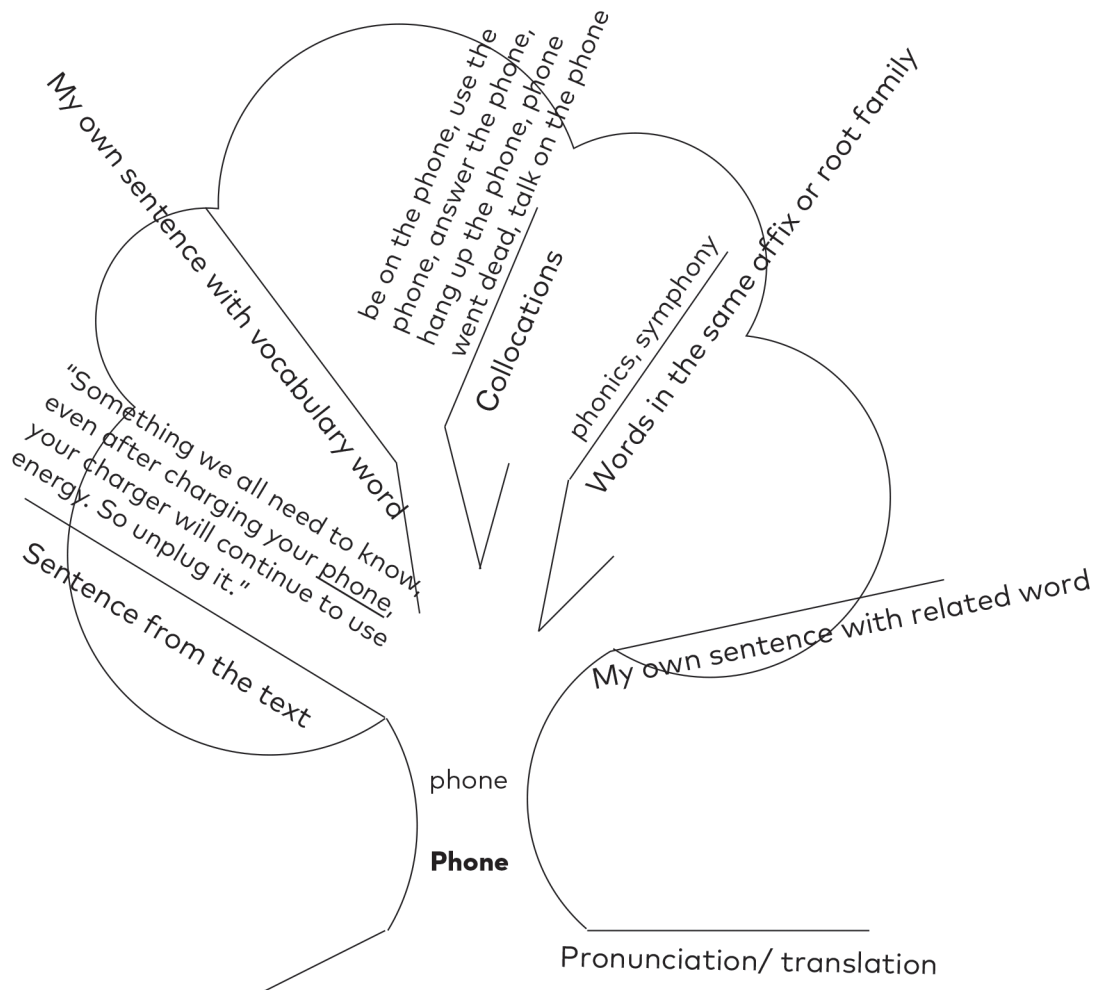 My own sentence with vocabulary word
be on the phone, use the
phone, answer the phone,
hang up the phone, phone
went dead, talk on the phone
Collocations
phonics, symphony
Words in the same affix or root family
"Something we all need to know,
even after charging your phone,
your charger will continue to use
energy. So unplug it."
Sentence from the text
My own sentence with related word
phone
Phone
Pronunciation/ translation